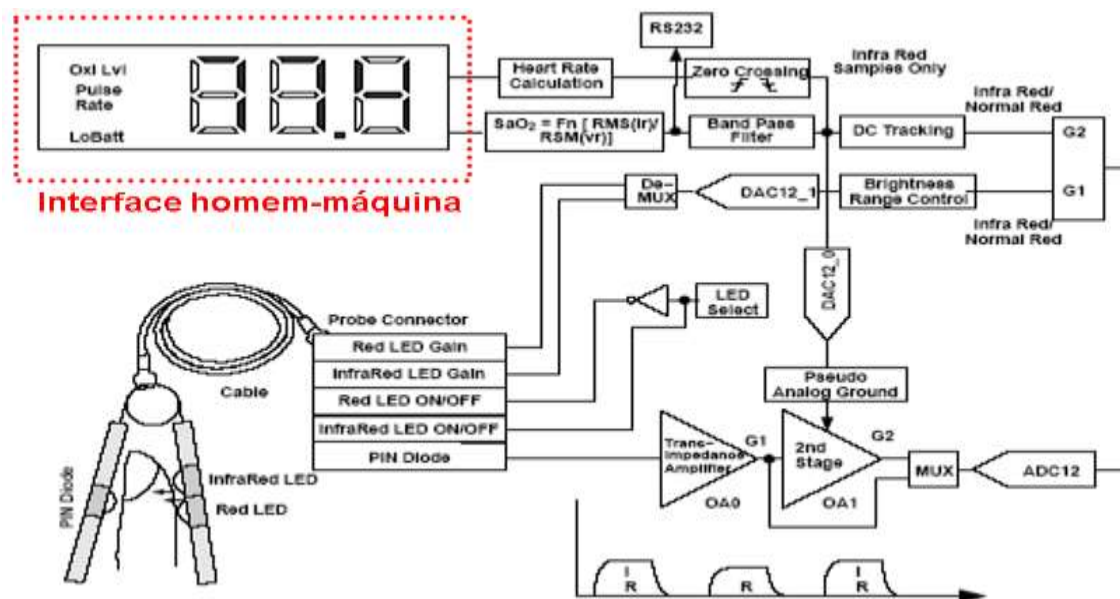 RS232
Oxi Lvl
Pulse
Rate
LoBatt
Heart Rate
Calculation
Zero Crossing
Infra Red
Samples Only
SaO2 = Fn [ RMS(ir)/
RSM(vr)]
Band Pass
Filter
DC Tracking
Infra Red/
Normal Red
G2
G1
Interface homem-máquina
De-
MUX
DAC12_1
Brightness
Range Control
Infra Red/
Normal Red
DAC12_0
LED
Select
Probe Connector
Red LED Gain
InfraRed LED Gain
Red LED ON/OFF
InfraRed LED ON/OFF
PIN Diode
Cable
Pseudo
Analog Ground
Trans-
Impedance
Amplifier
G1
OA0
2nd
Stage
G2
OA1
MUX
ADC12
PIN Diode
InfraRed LED
Red LED
I
R
R
I
R